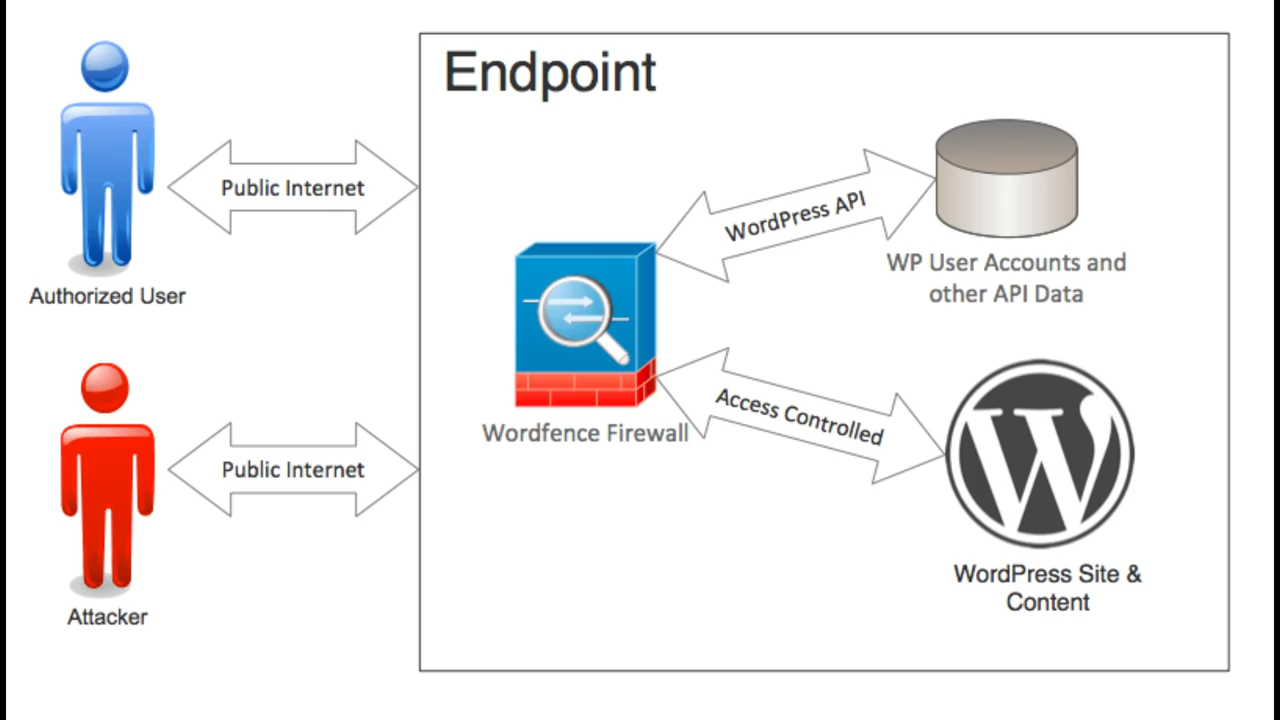 Endpoint
Public Internet
Authorized User
WordPress API
WP User Accounts and
other API Data
Wordfence Firewall
Access Controlled
Public Internet
Attacker
WordPress Site &
Content